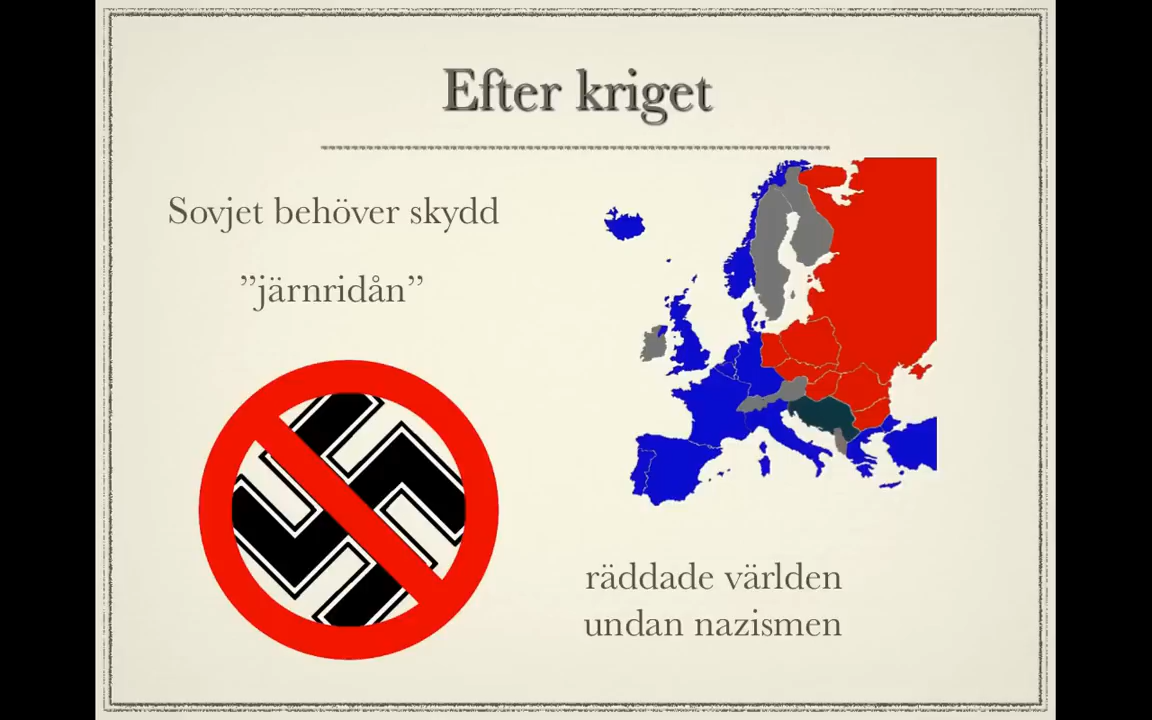 Efter kriget
Sovjet behöver skydd
”järnridån”
räddade världen
undan nazismen